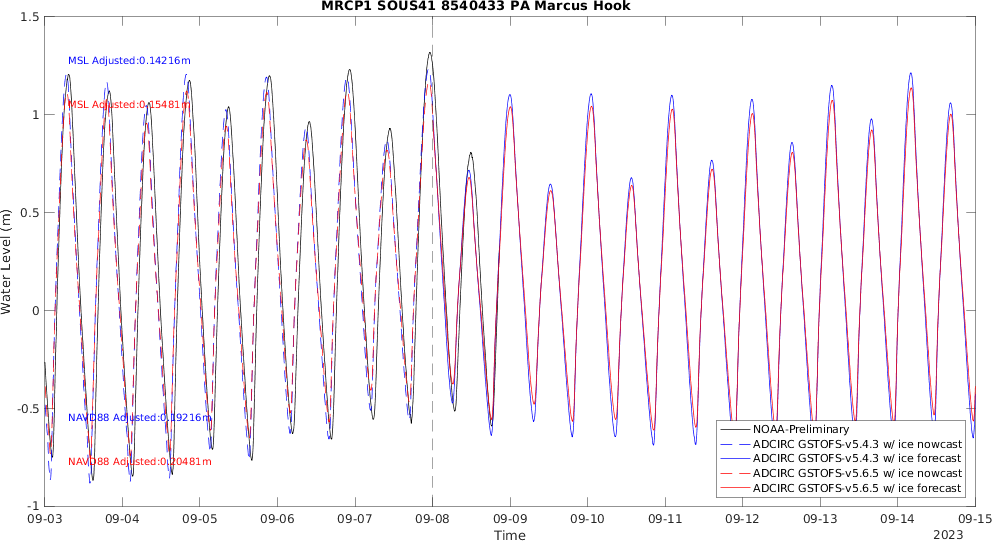 MRCP1 SOUS41 8540433 PA Marcus Hook
1.5
MSL Adjusted:0.14216m
MSL Adjusted:0.15481m
1
0.5
Water Level (m)
0
-0.5
NAVD88 Adjusted:0.19216m
NAVD88 Adjusted:0.20481m
NOAA-Preliminary
ADCIRC GSTOFS-v5.4.3 w/ ice nowcast
ADCIRC GSTOFS-v5.4.3 w/ ice forecast
ADCIRC GSTOFS-v5.6.5 w/ ice nowcast
ADCIRC GSTOFS-v5.6.5 w/ ice forecast
-1
09-03 09-04 09-05 09-06 09-07 09-08 09-09 09-10 09-11 09-12 09-13 09-14 09-15
Time
2023